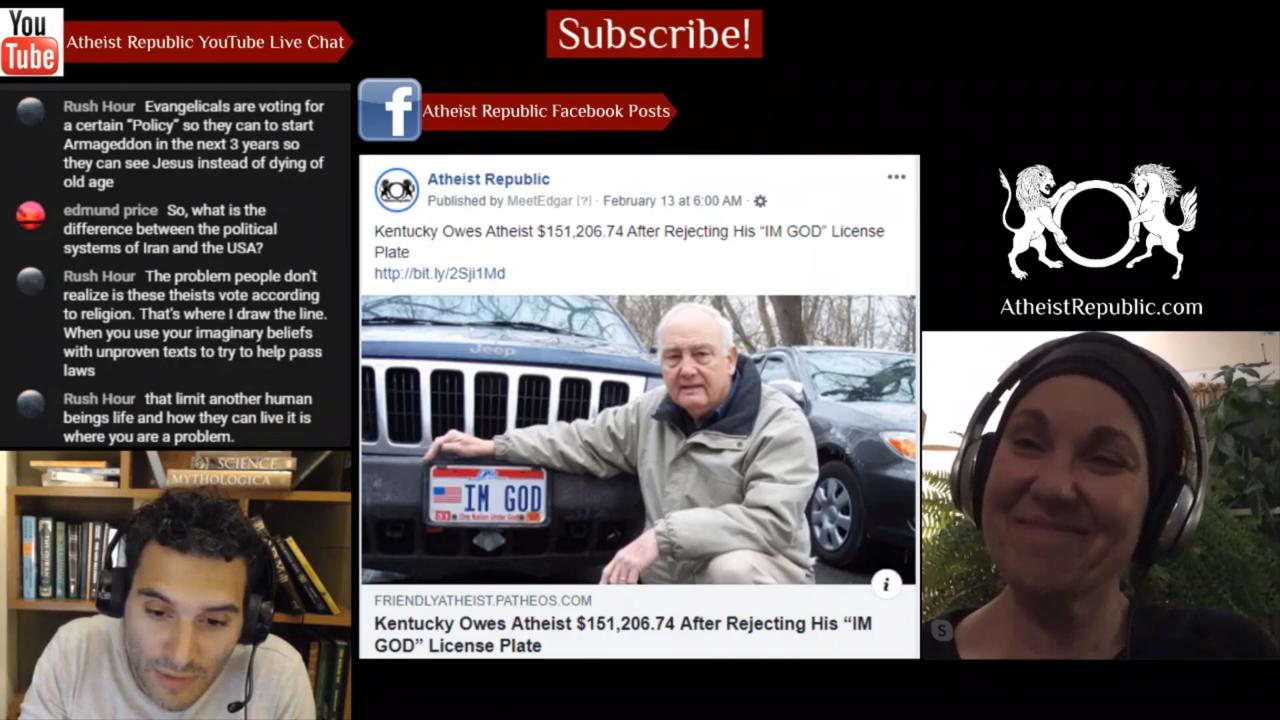 You
Tube
Atheist Republic YouTube Live Chat
Subscribe!
Rush Hour Evangelicals are voting for
a certain “Policy” so they can to start
Armageddon in the next 3 years so
they can see Jesus instead of dying of
old age
edmund price So, what is the
difference between the political
systems of Iran and the USA?
Rush Hour The problem people don't
realize is these theists vote according
to religion. That's where I draw the line.
When you use your imaginary beliefs
with unproven texts to try to help pass
laws
Rush Hour that limit another human
beings life and how they can live it is
where you are a problem.
SCIENCE
MYTHOLOGICA
f
Atheist Republic Facebook Posts
Atheist Republic
Published by MeetEdgar [?] · February 13 at 6:00 AM ·
Kentucky Owes Atheist $151,206.74 After Rejecting His “IM GOD” License
Plate
http://bit.ly/2Sji1Md
Jeep
IM GOD
One Nation Under God
i
FRIENDLYATHEIST.PATHEOS.COM
Kentucky Owes Atheist $151,206.74 After Rejecting His “IM
GOD” License Plate
AtheistRepublic.com
S